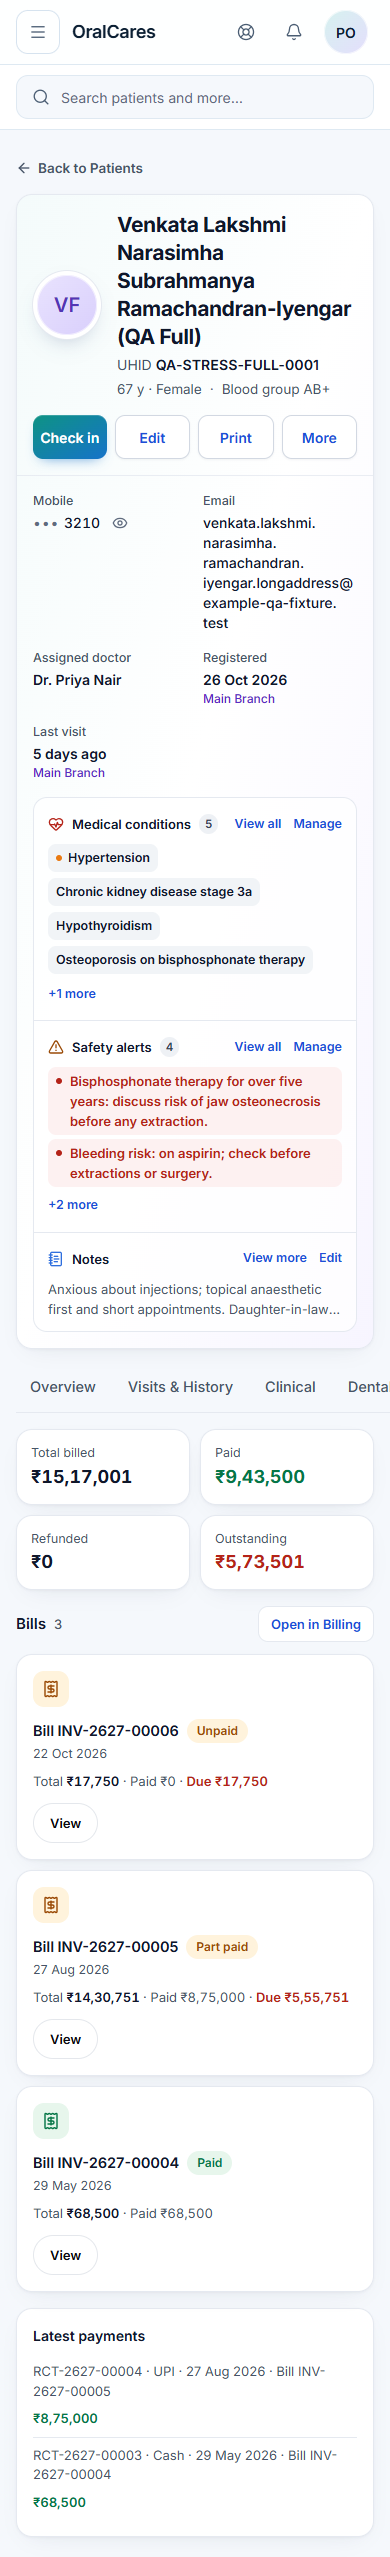 OralCares
PO
Search patients and more...
Back to Patients
VF
Venkata Lakshmi
Narasimha
Subrahmanya
Ramachandran-Iyengar
(QA Full)
UHID QA-STRESS-FULL-0001
67 y · Female · Blood group AB+
Check in
Edit
Print
More
Mobile
••• 3210
Email
venkata.lakshmi.
narasimha.
ramachandran.
iyengar.longaddress@
example-qa-fixture.
test
Assigned doctor
Dr. Priya Nair
Registered
26 Oct 2026
Main Branch
Last visit
5 days ago
Main Branch
Medical conditions 5 View all Manage
Hypertension
Chronic kidney disease stage 3a
Hypothyroidism
Osteoporosis on bisphosphonate therapy
+1 more
Safety alerts 4 View all Manage
Bisphosphonate therapy for over five
years: discuss risk of jaw osteonecrosis
before any extraction.
Bleeding risk: on aspirin; check before
extractions or surgery.
+2 more
Notes View more Edit
Anxious about injections; topical anaesthetic
first and short appointments. Daughter-in-law...
Overview Visits & History Clinical Denta
Total billed
₹15,17,001
Paid
₹9,43,500
Refunded
₹0
Outstanding
₹5,73,501
Bills 3 Open in Billing
Bill INV-2627-00006 Unpaid
22 Oct 2026
Total ₹17,750 · Paid ₹0 · Due ₹17,750
View
Bill INV-2627-00005 Part paid
27 Aug 2026
Total ₹14,30,751 · Paid ₹8,75,000 · Due ₹5,55,751
View
Bill INV-2627-00004 Paid
29 May 2026
Total ₹68,500 · Paid ₹68,500
View
Latest payments
RCT-2627-00004 · UPI · 27 Aug 2026 · Bill INV-
2627-00005
₹8,75,000
RCT-2627-00003 · Cash · 29 May 2026 · Bill INV-
2627-00004
₹68,500